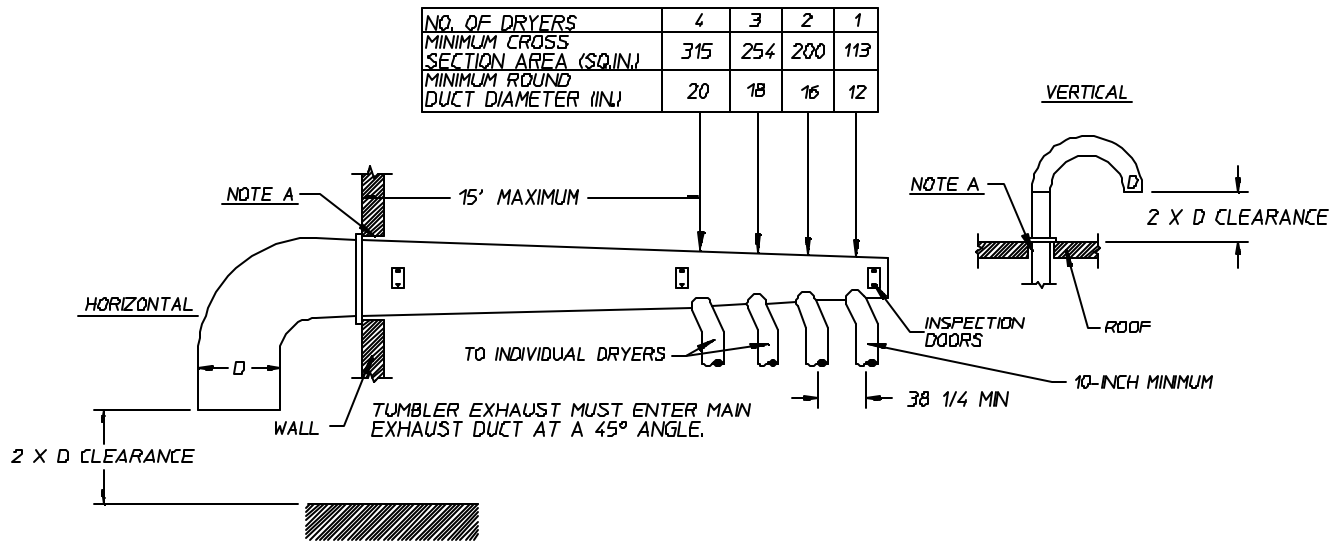 NO. OF DRYERS 4 3 2 1
MINIMUM CROSS
SECTION AREA (SQ.IN.) 315 254 200 113
MINIMUM ROUND
DUCT DIAMETER (IN.) 20 18 16 12
VERTICAL
NOTE A
15' MAXIMUM
NOTE A
D
2 X D CLEARANCE
HORIZONTAL
INSPECTION
DOORS
ROOF
TO INDIVIDUAL DRYERS
D
10-INCH MINIMUM
38 1/4 MIN
WALL
TUMBLER EXHAUST MUST ENTER MAIN
EXHAUST DUCT AT A 45° ANGLE.
2 X D CLEARANCE